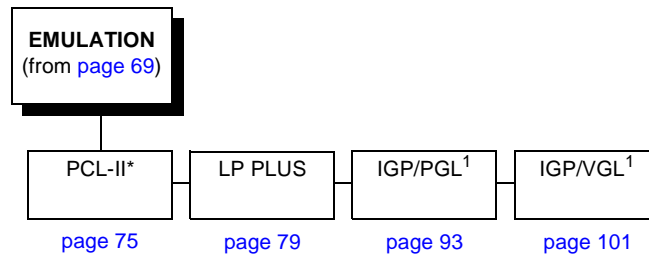 EMULATION
(from page 69)
PCL-II* LP PLUS IGP/PGL1 IGP/VGL1
page 75 page 79 page 93 page 101